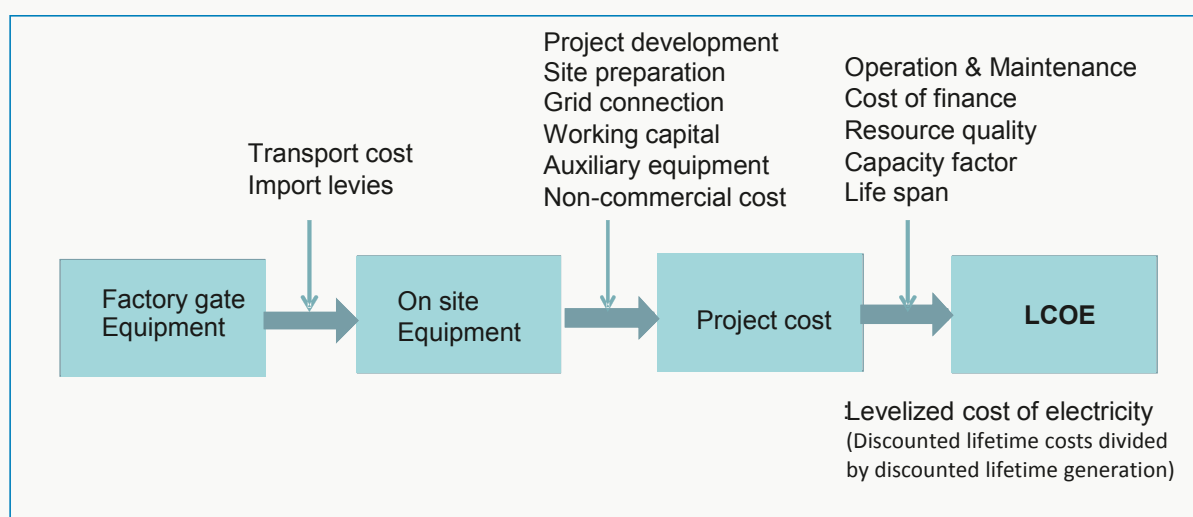 Project development
Site preparation
Grid connection
Working capital
Auxiliary equipment
Non-commercial cost
Operation & Maintenance
Cost of finance
Resource quality
Capacity factor
Life span
Transport cost
Import levies
Factory gate
Equipment
On site
Equipment
Project cost
LCOE
:Levelized cost of electricity
(Discounted lifetime costs divided
by discounted lifetime generation)